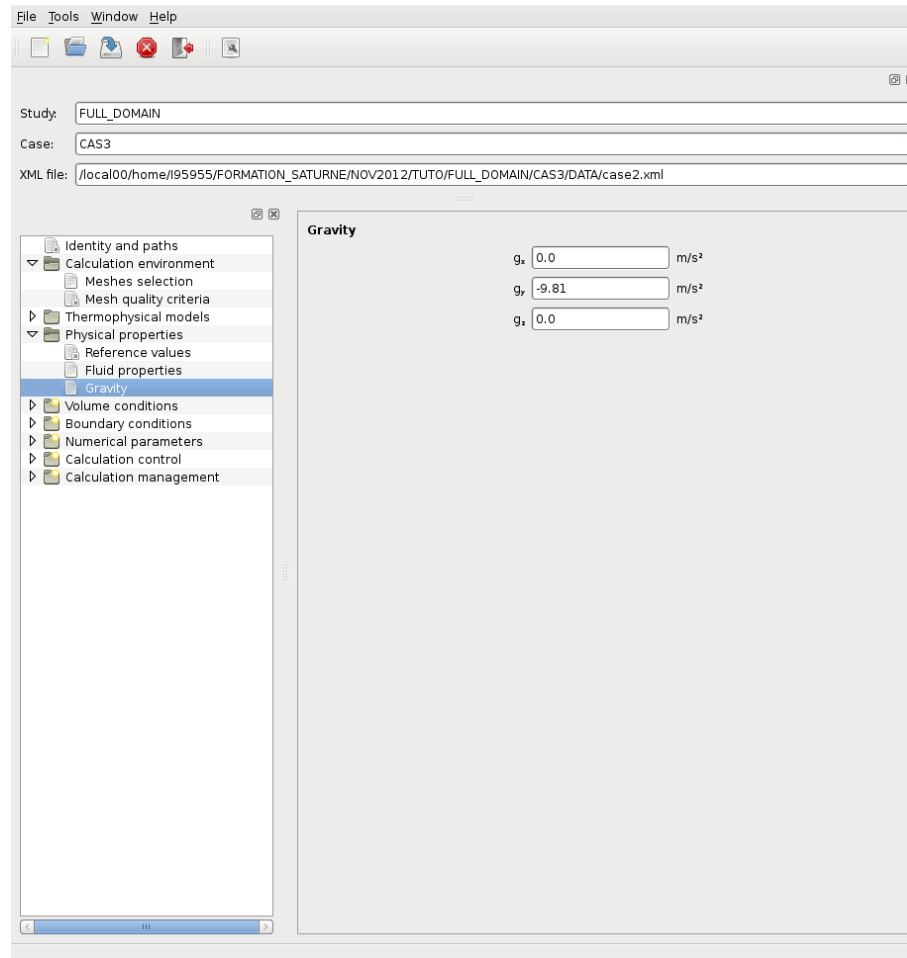 File Tools Window Help
Study: FULL_DOMAIN
Case: CAS3
XML file: /local00/home/I95955/FORMATION_SATURNE/NOV2012/TUTO/FULL_DOMAIN/CAS3/DATA/case2.xml
Identity and paths
Calculation environment
Meshes selection
Mesh quality criteria
Thermophysical models
Physical properties
Reference values
Fluid properties
Gravity
Volume conditions
Boundary conditions
Numerical parameters
Calculation control
Calculation management
Gravity
gₓ 0.0 m/s²
gᵧ -9.81 m/s²
g_z 0.0 m/s²